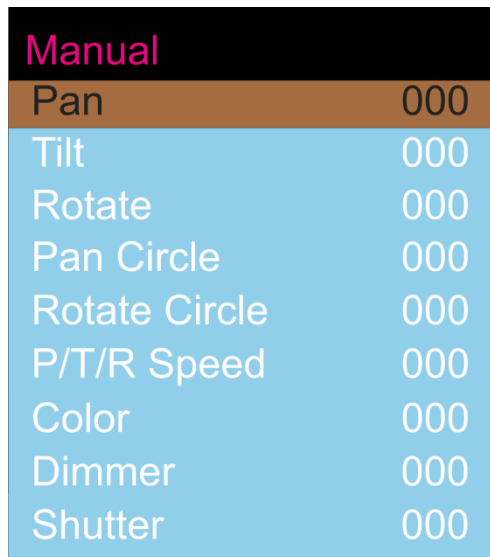 Manual
Pan 000
Tilt 000
Rotate 000
Pan Circle 000
Rotate Circle 000
P/T/R Speed 000
Color 000
Dimmer 000
Shutter 000